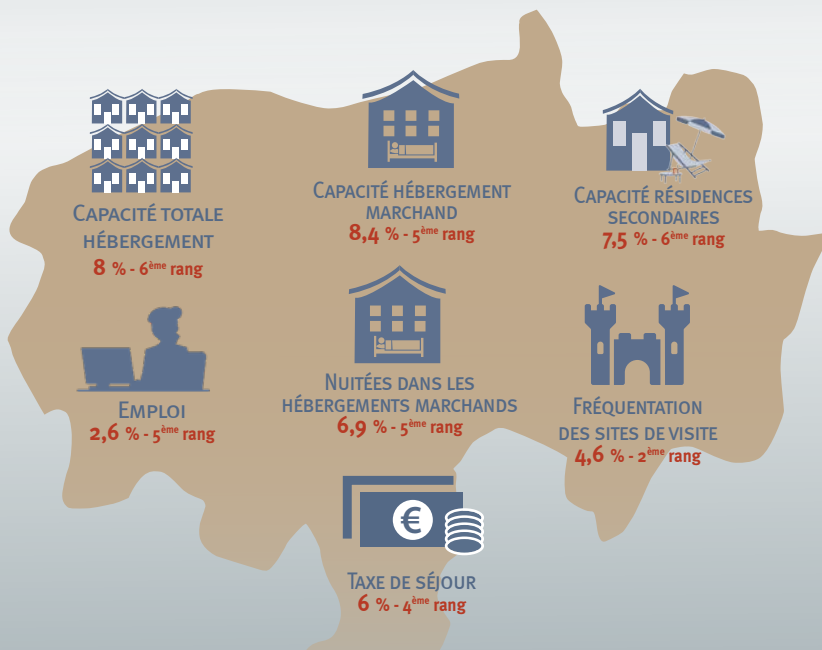 CAPACITÉ TOTALE
HÉBERGEMENT
8 % - 6ème rang
CAPACITÉ HÉBERGEMENT
MARCHAND
8,4 % - 5ème rang
CAPACITÉ RÉSIDENCES
SECONDAIRES
7,5 % - 6ème rang
EMPLOI
2,6 % - 5ème rang
NUITÉES DANS LES
HÉBERGEMENTS MARCHANDS
6,9 % - 5ème rang
FRÉQUENTATION
DES SITES DE VISITE
4,6 % - 2ème rang
€
TAXE DE SÉJOUR
6 % - 4ème rang